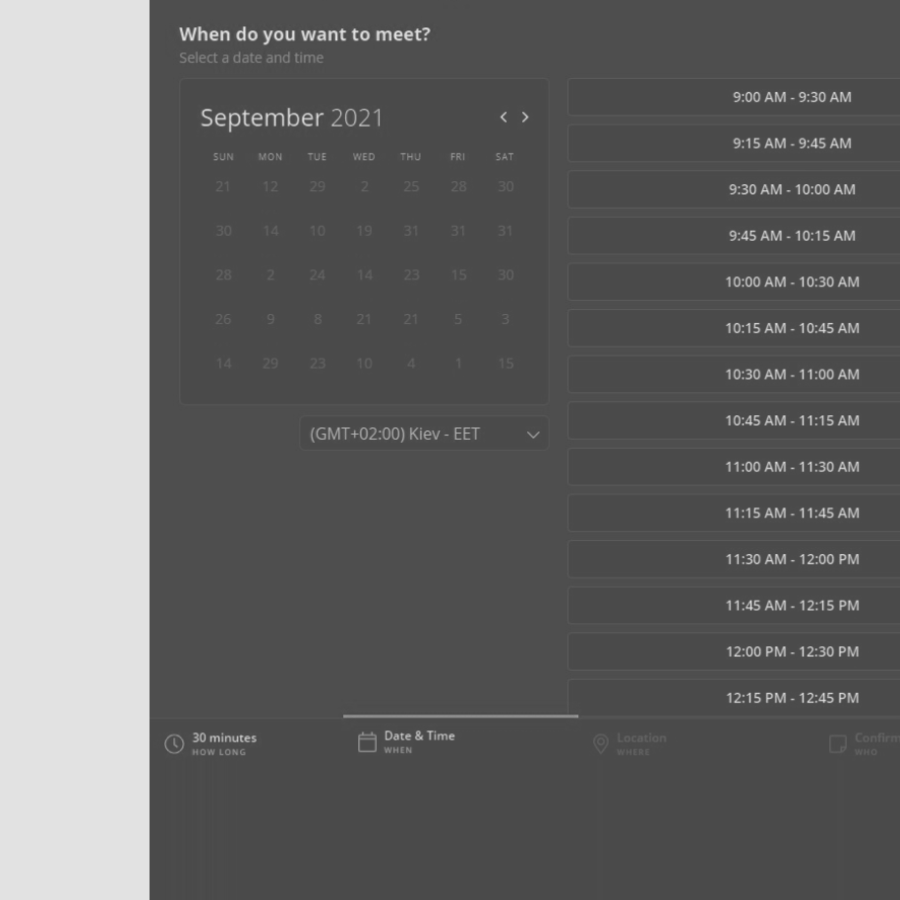 When do you want to meet?
Select a date and time
September 2021
SUN MON TUE WED THU FRI SAT
21 12 29 2 25 28 30
30 14 10 19 31 31 31
28 2 24 14 23 15 30
26 9 8 21 21 5 3
14 29 23 10 4 1 15
(GMT+02:00) Kiev - EET
9:00 AM - 9:30 AM
9:15 AM - 9:45 AM
9:30 AM - 10:00 AM
9:45 AM - 10:15 AM
10:00 AM - 10:30 AM
10:15 AM - 10:45 AM
10:30 AM - 11:00 AM
10:45 AM - 11:15 AM
11:00 AM - 11:30 AM
11:15 AM - 11:45 AM
11:30 AM - 12:00 PM
11:45 AM - 12:15 PM
12:00 PM - 12:30 PM
12:15 PM - 12:45 PM
30 minutes
HOW LONG
Date & Time
WHEN
Location
WHERE
Confirm
WHO